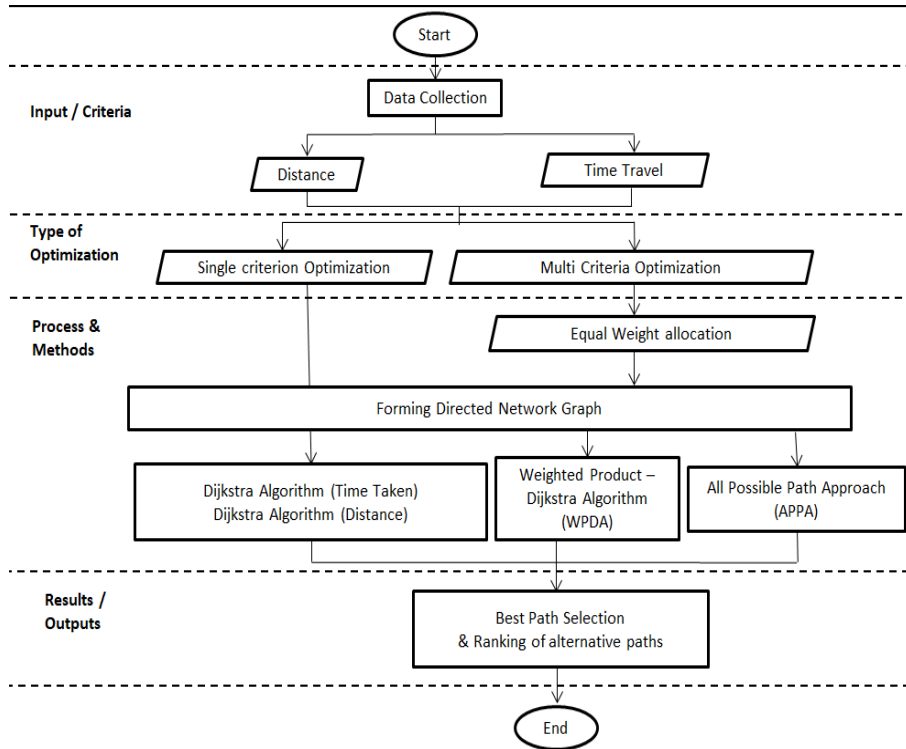 Start
Input / Criteria
Data Collection
Distance
Time Travel
Type of
Optimization
Single criterion Optimization
Multi Criteria Optimization
Process &
Methods
Equal Weight allocation
Forming Directed Network Graph
Dijkstra Algorithm (Time Taken)
Dijkstra Algorithm (Distance)
Weighted Product –
Dijkstra Algorithm
(WPDA)
All Possible Path Approach
(APPA)
Results /
Outputs
Best Path Selection
& Ranking of alternative paths
End